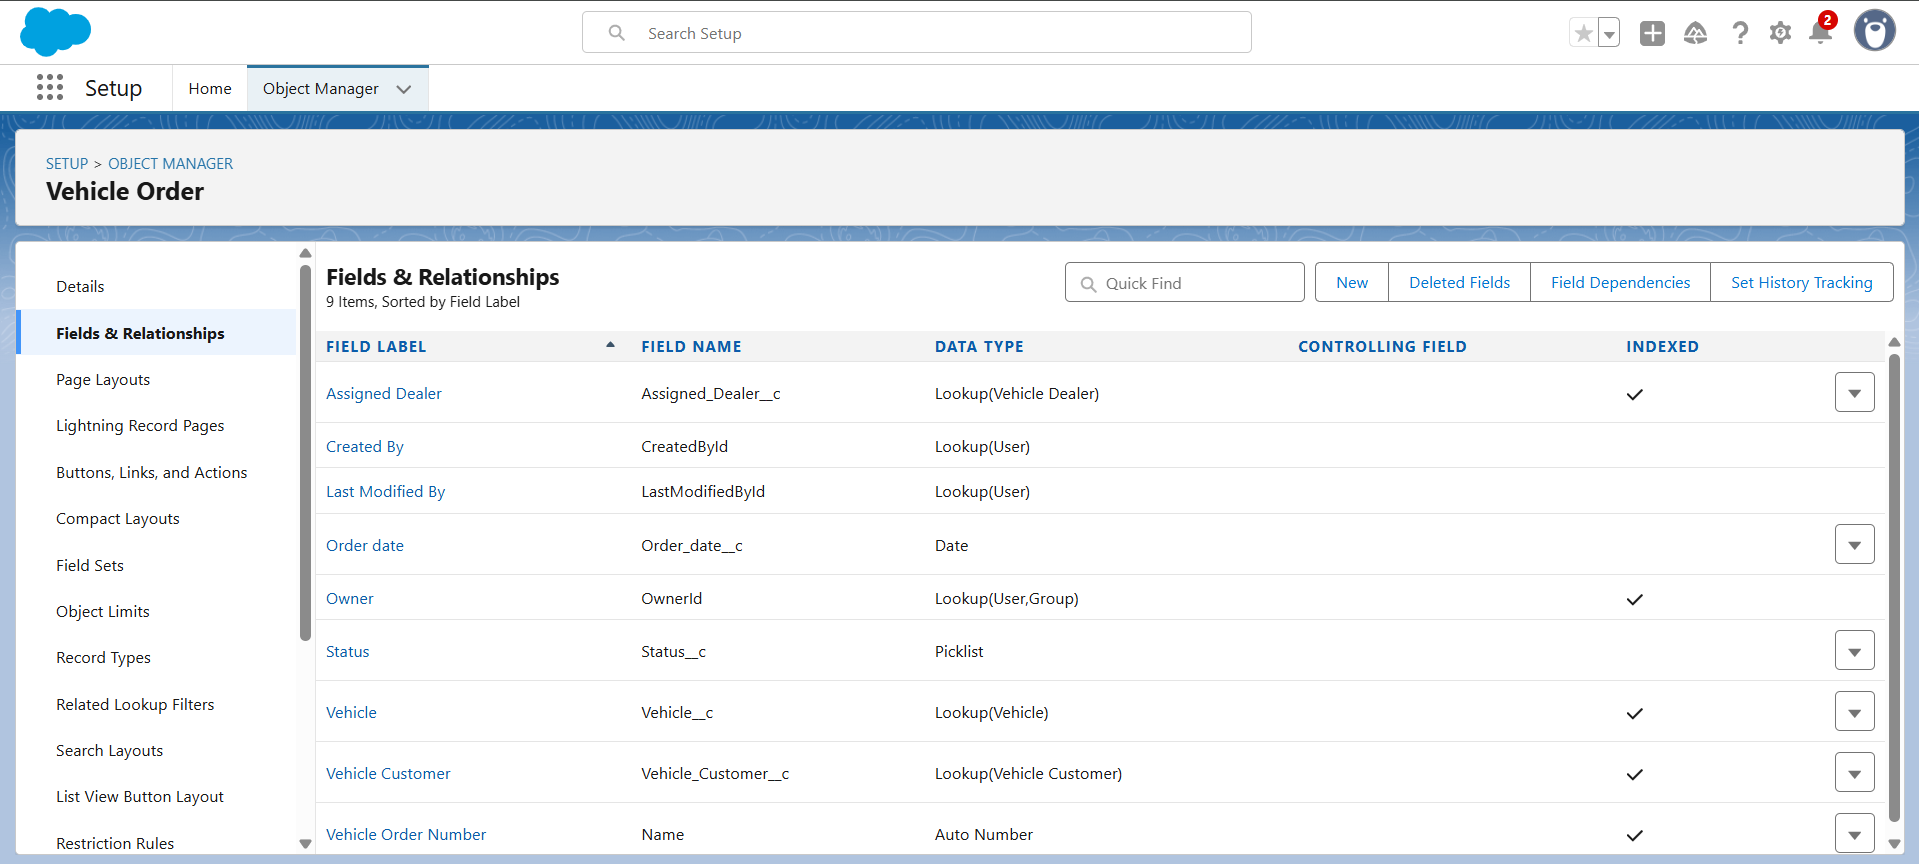 Search Setup
2
Setup
Home
Object Manager
SETUP > OBJECT MANAGER
Vehicle Order
Details
Fields & Relationships
Page Layouts
Lightning Record Pages
Buttons, Links, and Actions
Compact Layouts
Field Sets
Object Limits
Record Types
Related Lookup Filters
Search Layouts
List View Button Layout
Restriction Rules
Fields & Relationships
9 Items, Sorted by Field Label
Quick Find
New
Deleted Fields
Field Dependencies
Set History Tracking
FIELD LABEL FIELD NAME DATA TYPE CONTROLLING FIELD INDEXED
Assigned Dealer Assigned_Dealer__c Lookup(Vehicle Dealer)
Created By CreatedById Lookup(User)
Last Modified By LastModifiedById Lookup(User)
Order date Order_date__c Date
Owner OwnerId Lookup(User,Group)
Status Status__c Picklist
Vehicle Vehicle__c Lookup(Vehicle)
Vehicle Customer Vehicle_Customer__c Lookup(Vehicle Customer)
Vehicle Order Number Name Auto Number